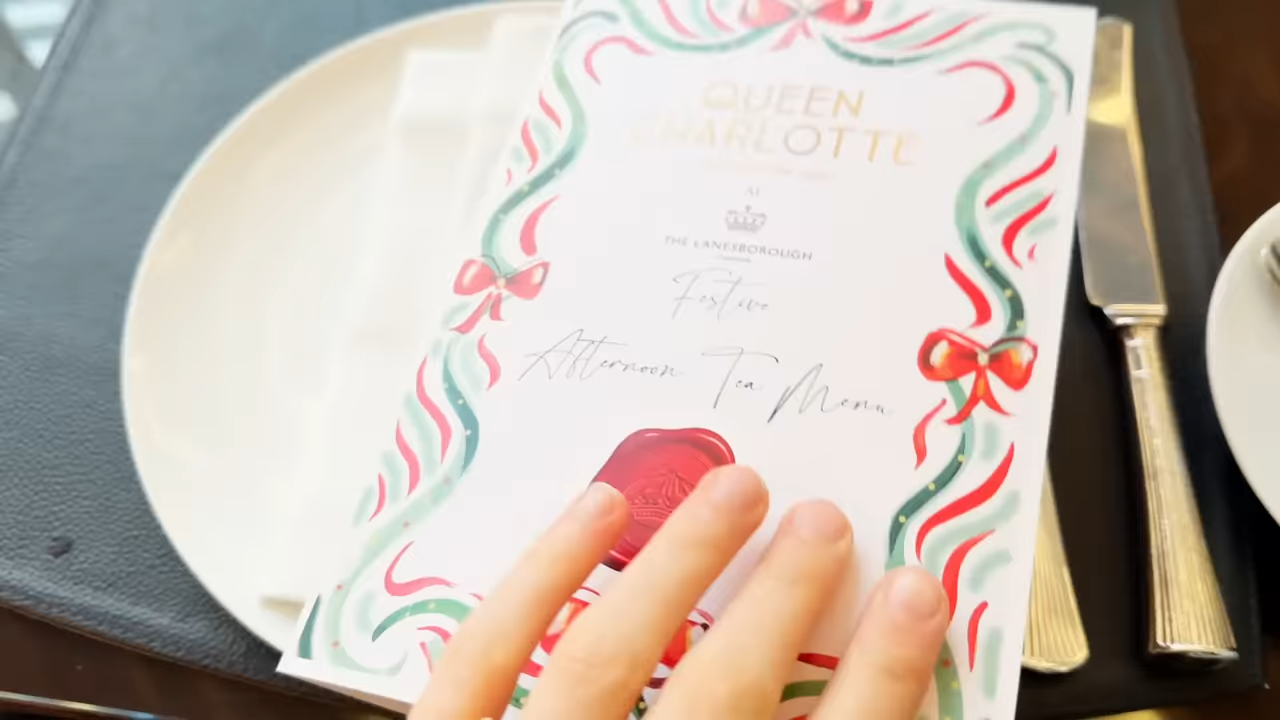 QUEEN
CHARLOTTE
AT
THE LANESBOROUGH
Festive
Afternoon Tea Menu